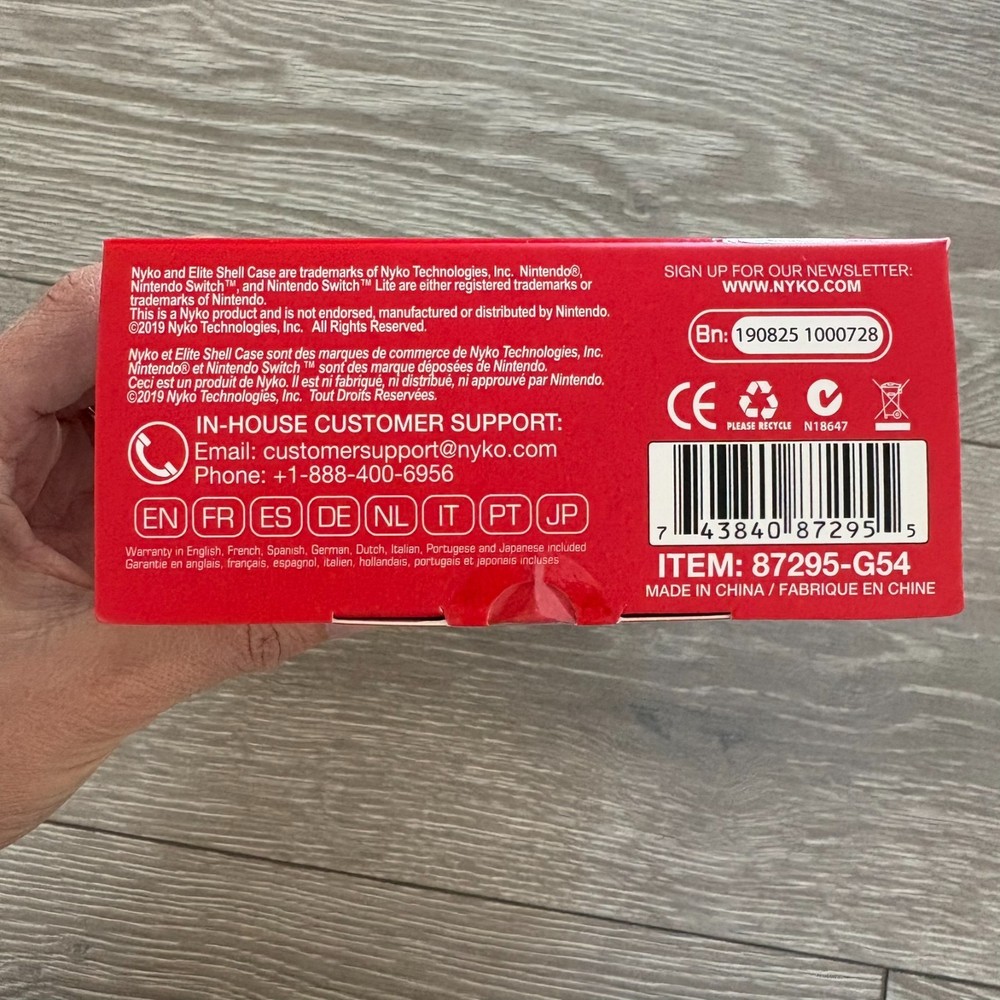 Nyko and Elite Shell Case are trademarks of Nyko Technologies, Inc. Nintendo®,
Nintendo Switch™, and Nintendo Switch™ Lite are either registered trademarks or
trademarks of Nintendo.
This is a Nyko product and is not endorsed, manufactured or distributed by Nintendo.
©2019 Nyko Technologies, Inc. All Rights Reserved.
Nyko et Elite Shell Case sont des marques de commerce de Nyko Technologies, Inc.
Nintendo® et Nintendo Switch ™ sont des marque déposées de Nintendo.
Ceci est un produit de Nyko. Il est ni fabriqué, ni distribué, ni approuvé par Nintendo.
©2019 Nyko Technologies, Inc. Tout Droits Reservées.
IN-HOUSE CUSTOMER SUPPORT:
Email: customersupport@nyko.com
Phone: +1-888-400-6956
EN FR ES DE NL IT PT JP
Warranty in English, French, Spanish, German, Dutch, Italian, Portugese and Japanese included
Garantie en anglais, français, espagnol, italien, hollandais, portugais et japonais incluses
SIGN UP FOR OUR NEWSLETTER:
WWW.NYKO.COM
Bn: 190825 1000728
CE
PLEASE RECYCLE N18647
7 43840 87295 5
ITEM: 87295-G54
MADE IN CHINA / FABRIQUE EN CHINE